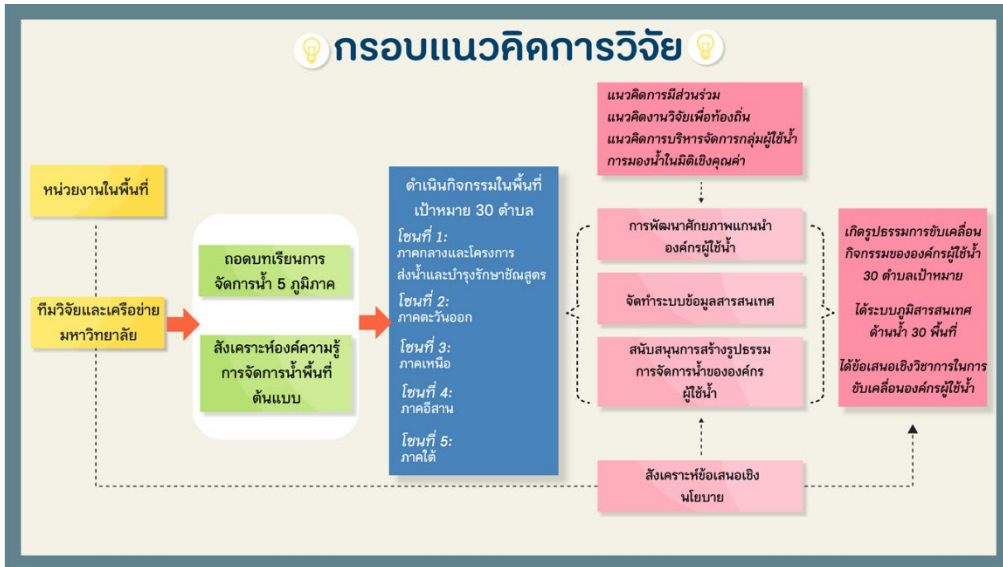 กรอบแนวคิดการวิจัย
หน่วยงานในพื้นที่
ทีมวิจัยและเครือข่าย
มหาวิทยาลัย
ถอดบทเรียนการ
จัดการน้ำ 5 ภูมิภาค
สังเคราะห์องค์ความรู้
การจัดการน้ำพื้นที่
ต้นแบบ
ดำเนินกิจกรรมในพื้นที่
เป้าหมาย 30 ตำบล
โซนที่ 1:
ภาคกลางและโครงการ
ส่งน้ำและบำรุงรักษาชัณสูตร
โซนที่ 2:
ภาคตะวันออก
โซนที่ 3:
ภาคเหนือ
โซนที่ 4:
ภาคอีสาน
โซนที่ 5:
ภาคใต้
แนวคิดการมีส่วนร่วม
แนวคิดงานวิจัยเพื่อท้องถิ่น
แนวคิดการบริหารจัดการกลุ่มผู้ใช้น้ำ
การมองน้ำในมิติเชิงคุณค่า
การพัฒนาศักยภาพแกนนำ
องค์กรผู้ใช้น้ำ
จัดทำระบบข้อมูลสารสนเทศ
สนับสนุนการสร้างรูปธรรม
การจัดการน้ำขององค์กร
ผู้ใช้น้ำ
สังเคราะห์ข้อเสนอเชิง
นโยบาย
เกิดรูปธรรมการขับเคลื่อน
กิจกรรมขององค์กรผู้ใช้น้ำ
30 ตำบลเป้าหมาย
ได้ระบบภูมิสารสนเทศ
ด้านน้ำ 30 พื้นที่
ได้ข้อเสนอเชิงวิชาการในการ
ขับเคลื่อนองค์กรผู้ใช้น้ำ